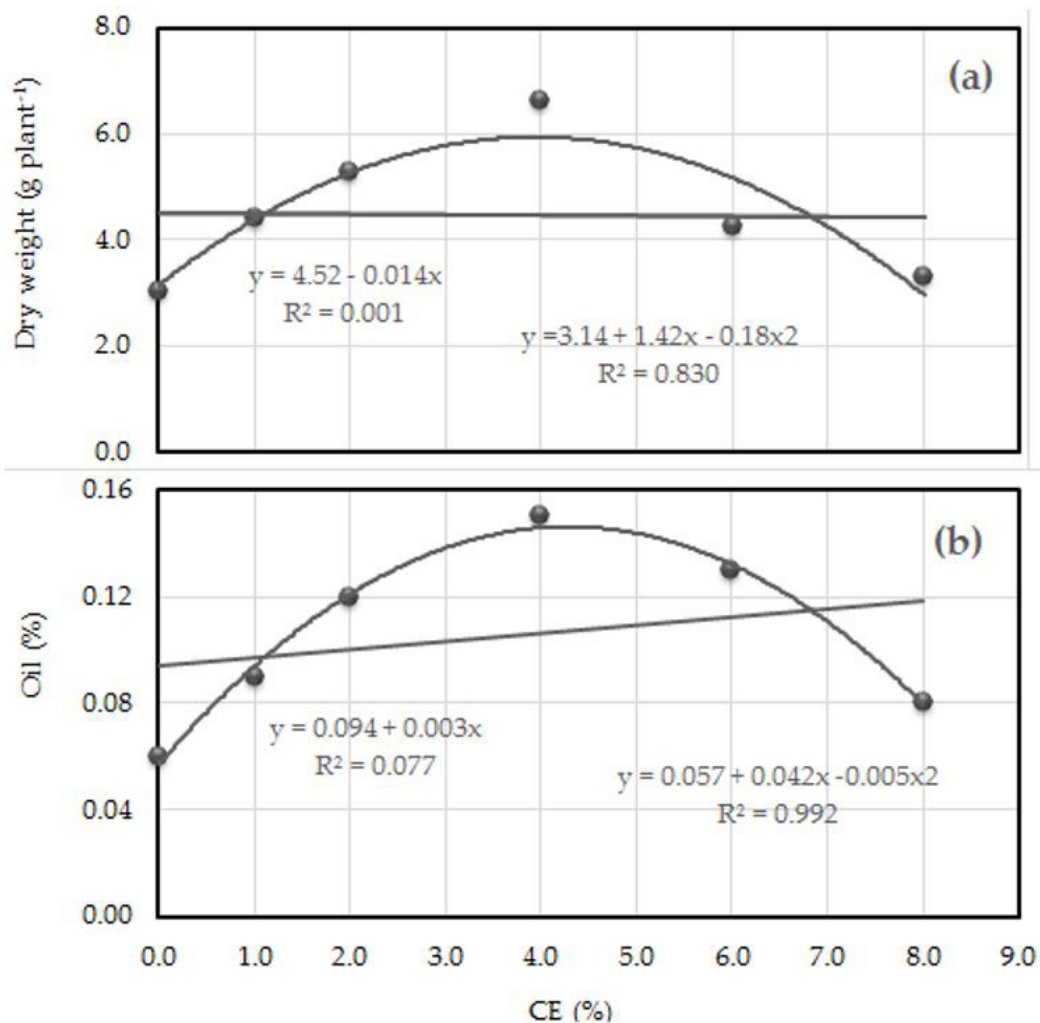 8.0
(a)
6.0
4.0
2.0
0.0
Dry weight (g plant⁻¹)
y = 4.52 - 0.014x
R² = 0.001
y =3.14 + 1.42x - 0.18x2
R² = 0.830
0.16
(b)
0.12
0.08
0.04
0.00
Oil (%)
y = 0.094 + 0.003x
R² = 0.077
y = 0.057 + 0.042x -0.005x2
R² = 0.992
0.0 1.0 2.0 3.0 4.0 5.0 6.0 7.0 8.0 9.0
CE (%)